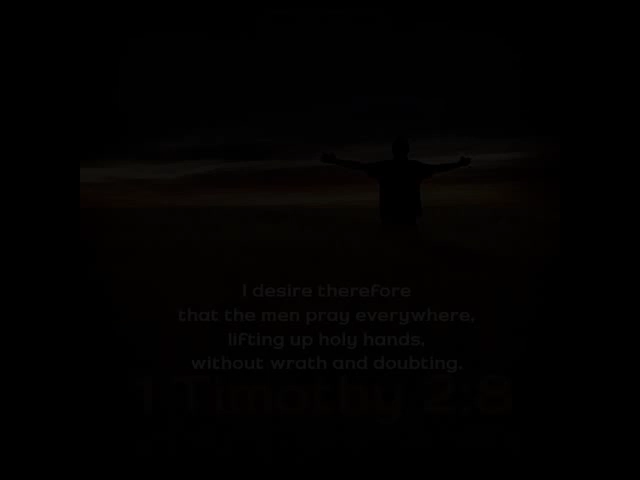 I desire therefore
that the men pray everywhere,
lifting up holy hands,
without wrath and doubting.
1 Timothy 2:8